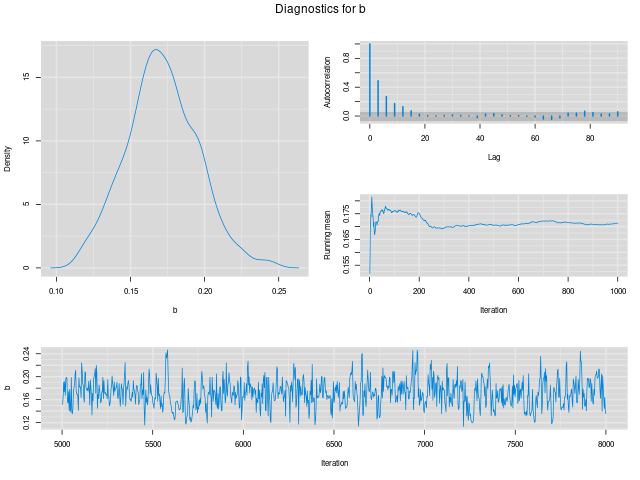 Diagnostics for b
Density
15
10
5
0
0.10 0.15 0.20 0.25
b
Autocorrelation
0.8
0.4
0.0
0 20 40 60 80
Lag
Running mean
0.175
0.165
0.155
0 200 400 600 800 1000
Iteration
b
0.24
0.20
0.16
0.12
5000 5500 6000 6500 7000 7500 8000
Iteration